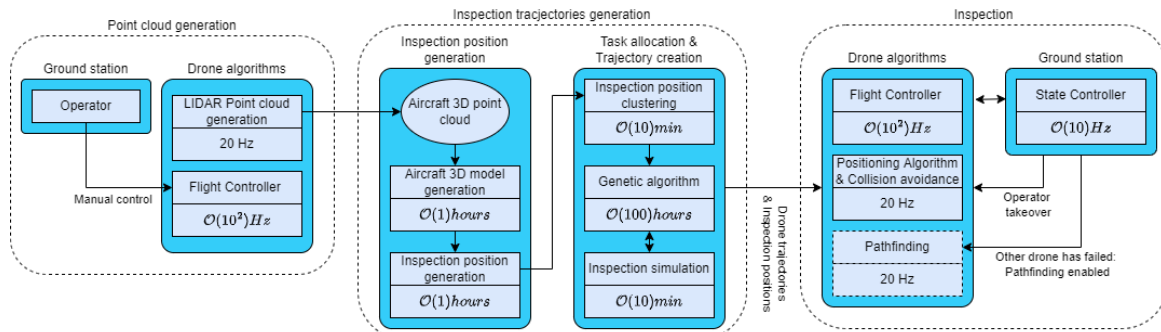 Point cloud generation
Ground station
Operator
Manual control
Drone algorithms
LIDAR Point cloud
generation
20 Hz
Flight Controller
𝒪(10²)Hz
Inspection tracjectories generation
Inspection position
generation
Aircraft 3D point
cloud
Aircraft 3D model
generation
𝒪(1)hours
Inspection position
generation
𝒪(1)hours
Task allocation &
Trajectory creation
Inspection position
clustering
𝒪(10)min
Genetic algorithm
𝒪(100)hours
Inspection simulation
𝒪(10)min
Drone trajectories
& Inspection positions
Inspection
Drone algorithms
Flight Controller
𝒪(10²)Hz
Positioning Algorithm
& Collision avoidance
20 Hz
Pathfinding
20 Hz
Ground station
State Controller
𝒪(10)Hz
Operator
takeover
Other drone has failed:
Pathfinding enabled